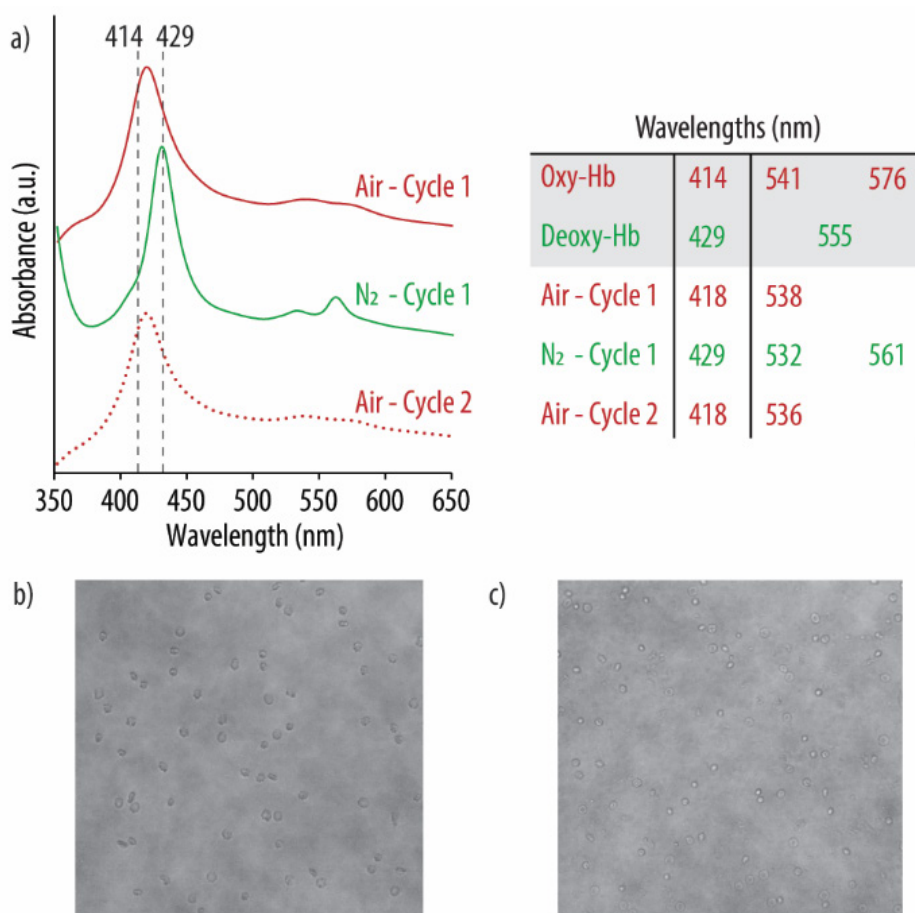 a)
414 429
Absorbance (a.u.)
Air - Cycle 1
N₂ - Cycle 1
Air - Cycle 2
350 400 450 500 550 600 650
Wavelength (nm)
Wavelengths (nm)
Oxy-Hb 414 541 576
Deoxy-Hb 429 555
Air - Cycle 1 418 538
N₂ - Cycle 1 429 532 561
Air - Cycle 2 418 536
b)
c)